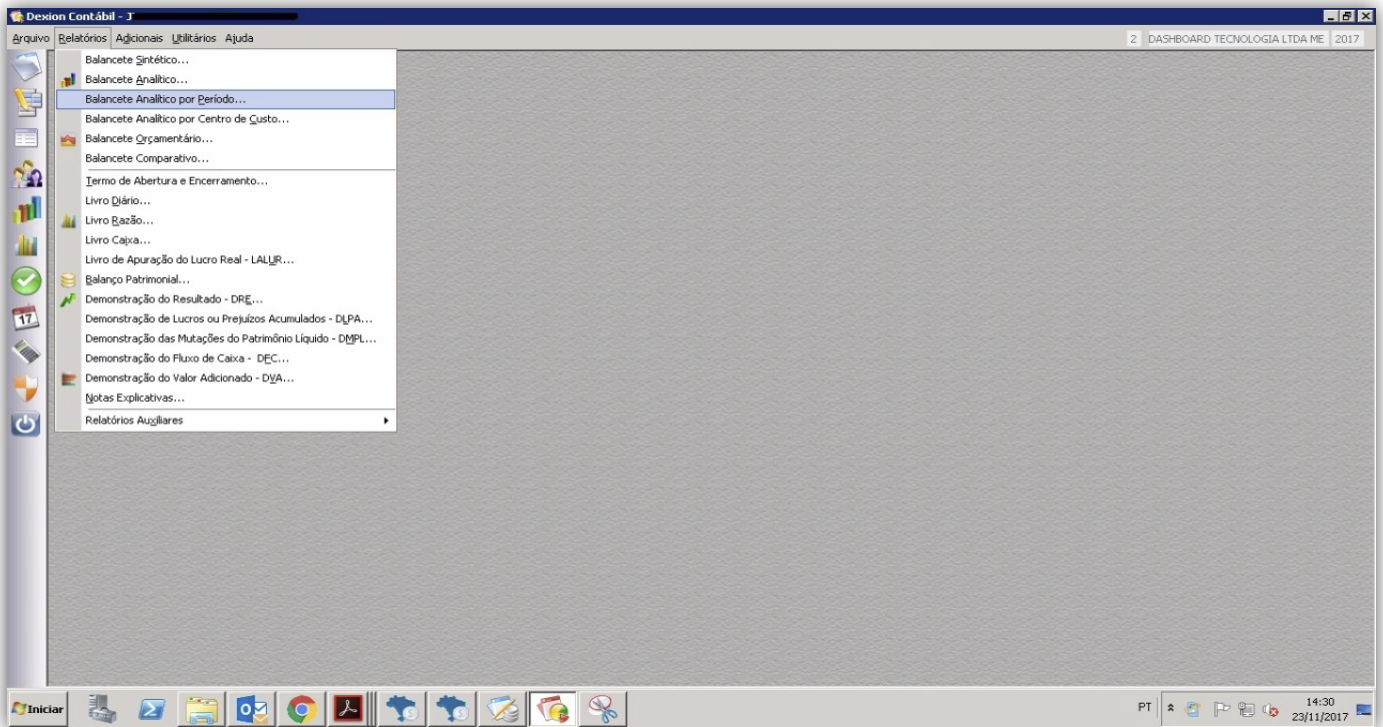 Dexion Contábil - J
Arquivo Relatórios Adicionais Utilitários Ajuda
2 DASHBOARD TECNOLOGIA LTDA ME 2017
Balancete Sintético...
Balancete Analítico...
Balancete Analítico por Período...
Balancete Analítico por Centro de Custo...
Balancete Orçamentário...
Balancete Comparativo...
Termo de Abertura e Encerramento...
Livro Diário...
Livro Razão...
Livro Caixa...
Livro de Apuração do Lucro Real - LALUR...
Balanço Patrimonial...
Demonstração do Resultado - DRE...
Demonstração de Lucros ou Prejuízos Acumulados - DLPA...
Demonstração das Mutações do Patrimônio Líquido - DMPL...
Demonstração do Fluxo de Caixa - DFC...
Demonstração do Valor Adicionado - DVA...
Notas Explicativas...
Relatórios Auxiliares
17
Iniciar
PT
14:30
23/11/2017